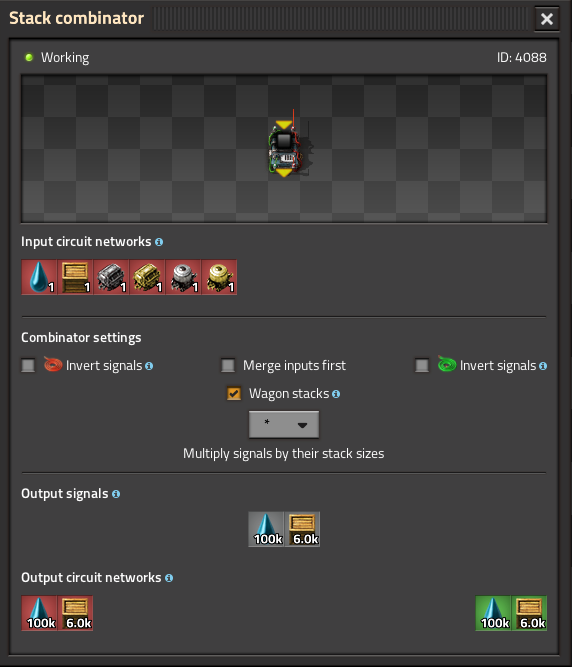 Stack combinator
Working
ID: 4088
Input circuit networks
1 1 1 1 1 1
Combinator settings
Invert signals
Merge inputs first
Invert signals
Wagon stacks
*
Multiply signals by their stack sizes
Output signals
100k 6.0k
Output circuit networks
100k 6.0k 100k 6.0k